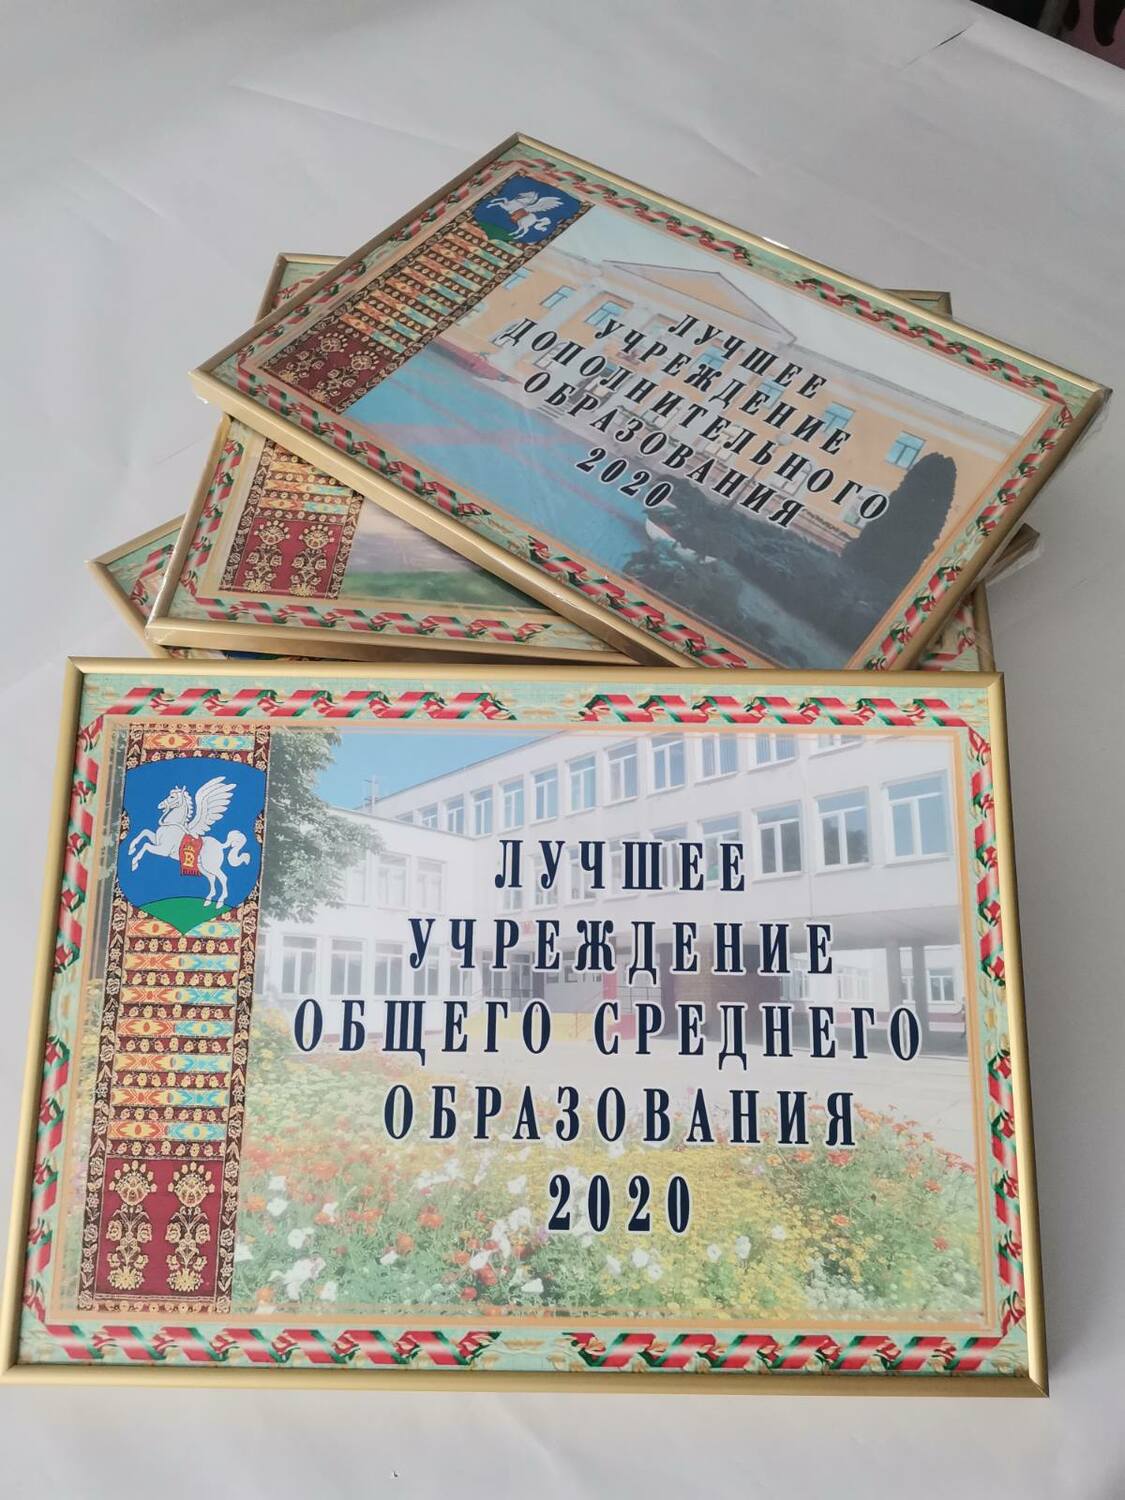 ЛУЧШЕЕ
УЧРЕЖДЕНИЕ
ДОПОЛНИТЕЛЬНОГО
ОБРАЗОВАНИЯ
2020
ЛУЧШЕЕ
УЧРЕЖДЕНИЕ
ОБЩЕГО СРЕДНЕГО
ОБРАЗОВАНИЯ
2020